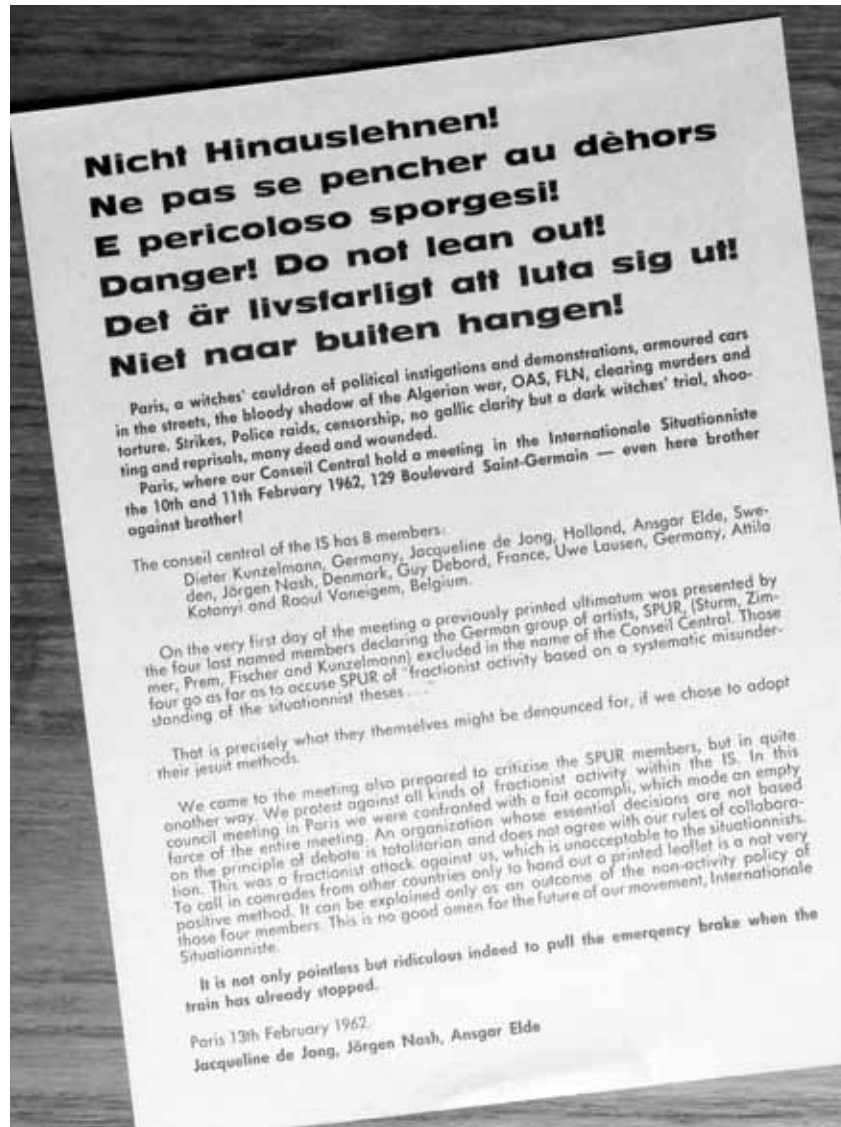 Nicht Hinauslehnen!
Ne pas se pencher au dèhors
E pericoloso sporgesi!
Danger! Do not lean out!
Det är livsfarligt att luta sig ut!
Niet naar buiten hangen!
Paris, a witches' cauldron of political instigations and demonstrations, armoured cars
in the streets, the bloody shadow of the Algerian war, OAS, FLN, clearing murders and
torture. Strikes, Police raids, censorship, no gallic clarity but a dark witches' trial, shoo-
ting and reprisals, many dead and wounded.
Paris, where our Conseil Central hold a meeting in the Internationale Situationniste
the 10th and 11th February 1962, 129 Boulevard Saint-Germain — even here brother
against brother!
The conseil central of the IS has 8 members:
Dieter Kunzelmann, Germany, Jacqueline de Jong, Holland, Ansgar Elde, Swe-
den, Jörgen Nash, Denmark, Guy Debord, France, Uwe Lausen, Germany, Attila
Kotanyi and Raoul Vaneigem, Belgium.
On the very first day of the meeting a previously printed ultimatum was presented by
the four last named members declaring the German group of artists, SPUR, (Sturm, Zim-
mer, Prem, Fischer and Kunzelmann) excluded in the name of the Conseil Central. Those
four go as far as to accuse SPUR of "fractionist activity based on a systematic misunder-
standing of the situationnist theses . . ."
That is precisely what they themselves might be denounced for, if we chose to adopt
their jesuit methods.
We came to the meeting also prepared to critizise the SPUR members, but in quite
another way. We protest against all kinds of fractionist activity within the IS. In this
council meeting in Paris we were confronted with a fait acompli, which made an empty
farce of the entire meeting. An organization whose essential decisions are not based
on the principle of debate is totalitarian and does not agree with our rules of collabora-
tion. This was a fractionist attack against us, which is unacceptable to the situationnists.
To call in comrades from other countries only to hand out a printed leaflet is a not very
positive method. It can be explained only as an outcome of the non-activity policy of
those four members. This is no good omen for the future of our movement, Internationale
Situationniste.
It is not only pointless but ridiculous indeed to pull the emergency brake when the
train has already stopped.
Paris 13th February 1962.
Jacqueline de Jong, Jörgen Nash, Ansgar Elde